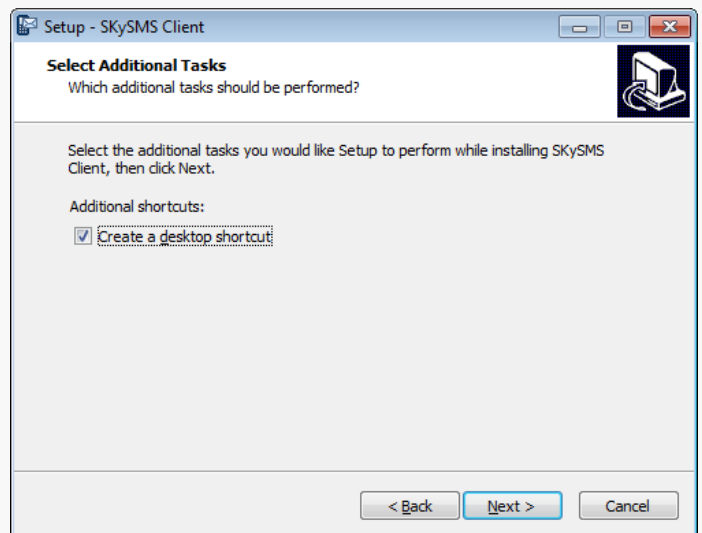 Setup - SKySMS Client
Select Additional Tasks
Which additional tasks should be performed?
Select the additional tasks you would like Setup to perform while installing SKySMS
Client, then click Next.
Additional shortcuts:
Create a desktop shortcut
< Back Next > Cancel